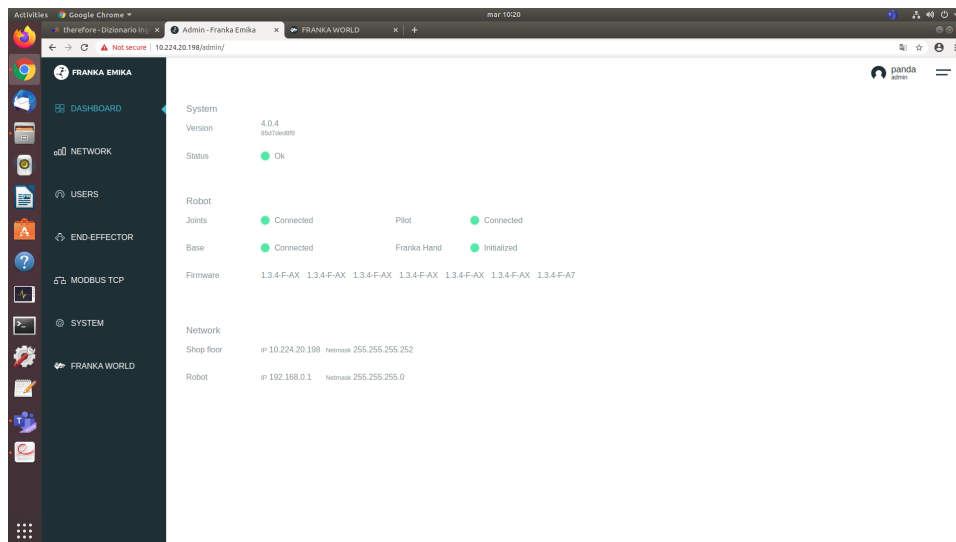 Activities Google Chrome mar 10:20
therefore - Dizionario ing Admin - Franka Emika FRANKA WORLD
Not secure | 10.224.20.198/admin/
FRANKA EMIKA panda
admin
DASHBOARD
NETWORK
USERS
END-EFFECTOR
MODBUS TCP
SYSTEM
FRANKA WORLD
System
Version 4.0.4
Status Ok
Robot
Joints Connected Pilot Connected
Base Connected Franka Hand Initialized
Firmware 1.3.4-F-AX 1.3.4-F-AX 1.3.4-F-AX 1.3.4-F-AX 1.3.4-F-AX 1.3.4-F-AX 1.3.4-F-A7
Network
Shop floor IP 10.224.20.198 Netmask 255.255.255.252
Robot IP 192.168.0.1 Netmask 255.255.255.0